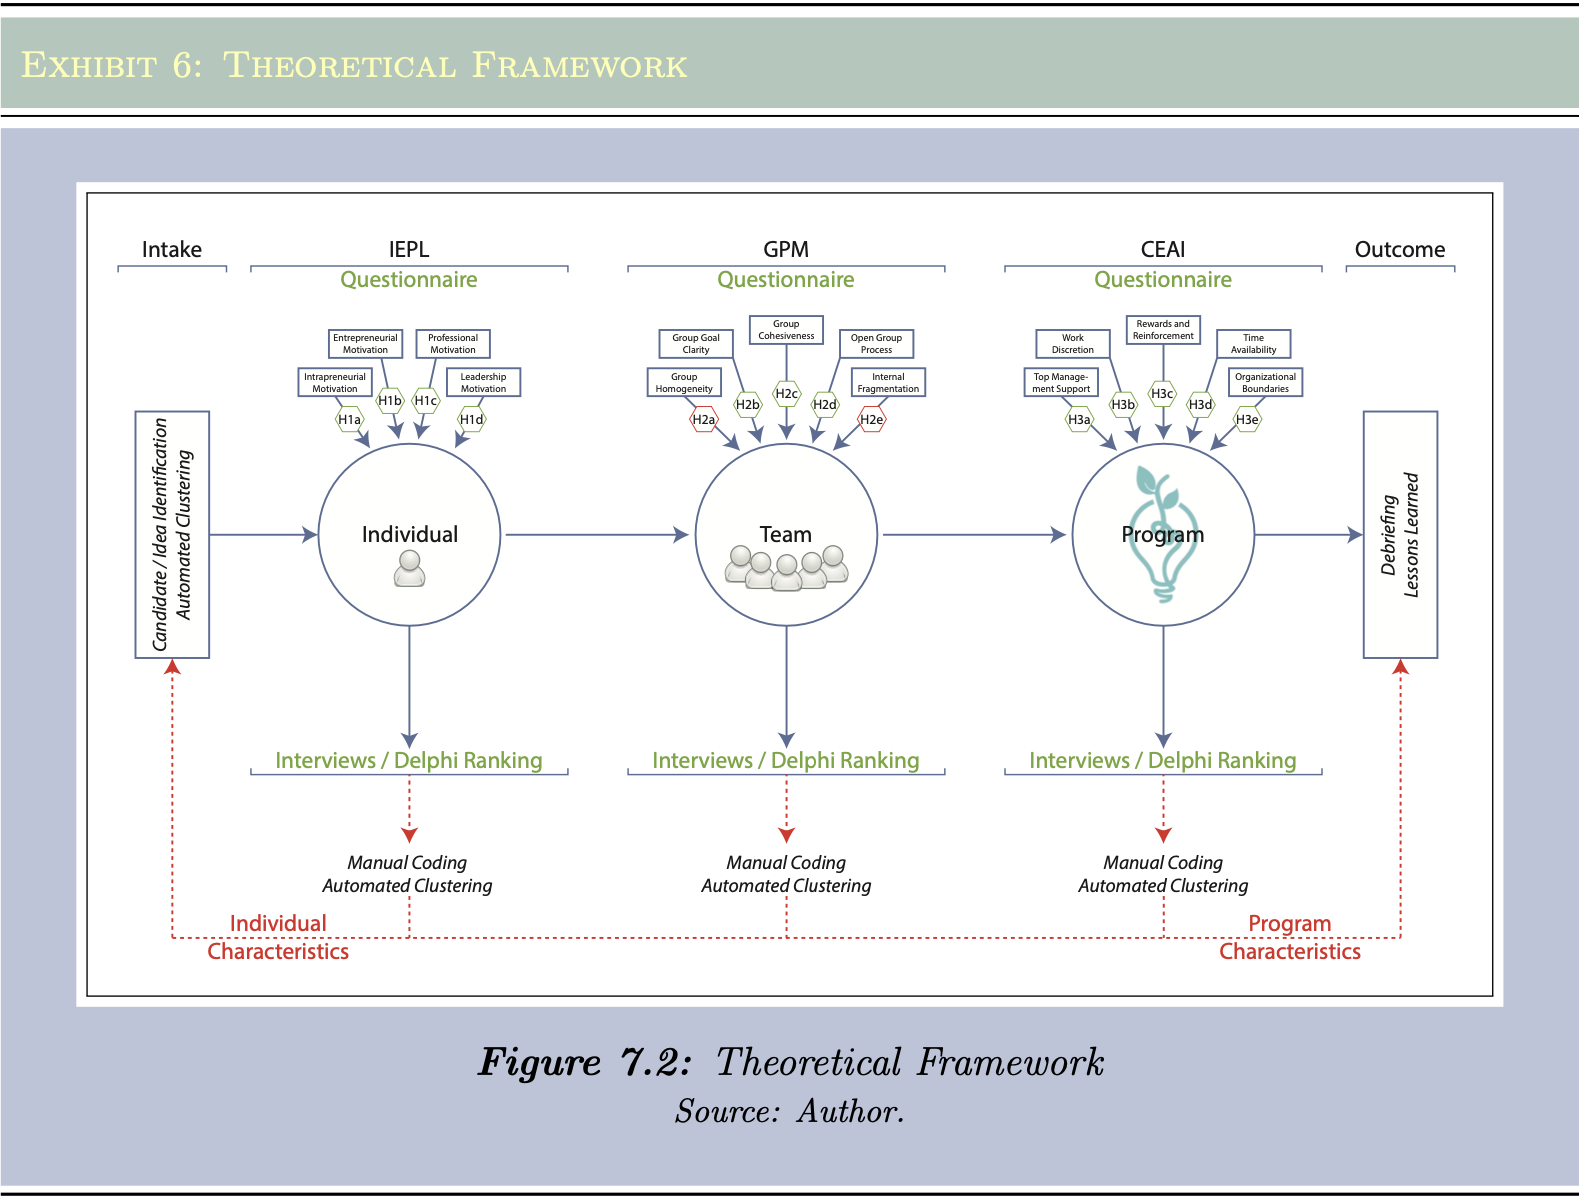 Exhibit 6: Theoretical Framework
Intake
IEPL
GPM
CEAI
Outcome
Questionnaire
Questionnaire
Questionnaire
Entrepreneurial
Motivation
Professional
Motivation
Intrapreneurial
Motivation
Leadership
Motivation
H1a
H1b
H1c
H1d
Group
Cohesiveness
Group Goal
Clarity
Open Group
Process
Group
Homogeneity
Internal
Fragmentation
H2a
H2b
H2c
H2d
H2e
Rewards and
Reinforcement
Work
Discretion
Time
Availability
Top Manage-
ment Support
Organizational
Boundaries
H3a
H3b
H3c
H3d
H3e
Candidate / Idea Identification
Automated Clustering
Individual
Team
Program
Debriefing
Lessons Learned
Interviews / Delphi Ranking
Interviews / Delphi Ranking
Interviews / Delphi Ranking
Manual Coding
Automated Clustering
Manual Coding
Automated Clustering
Manual Coding
Automated Clustering
Individual
Characteristics
Program
Characteristics
Figure 7.2: Theoretical Framework
Source: Author.